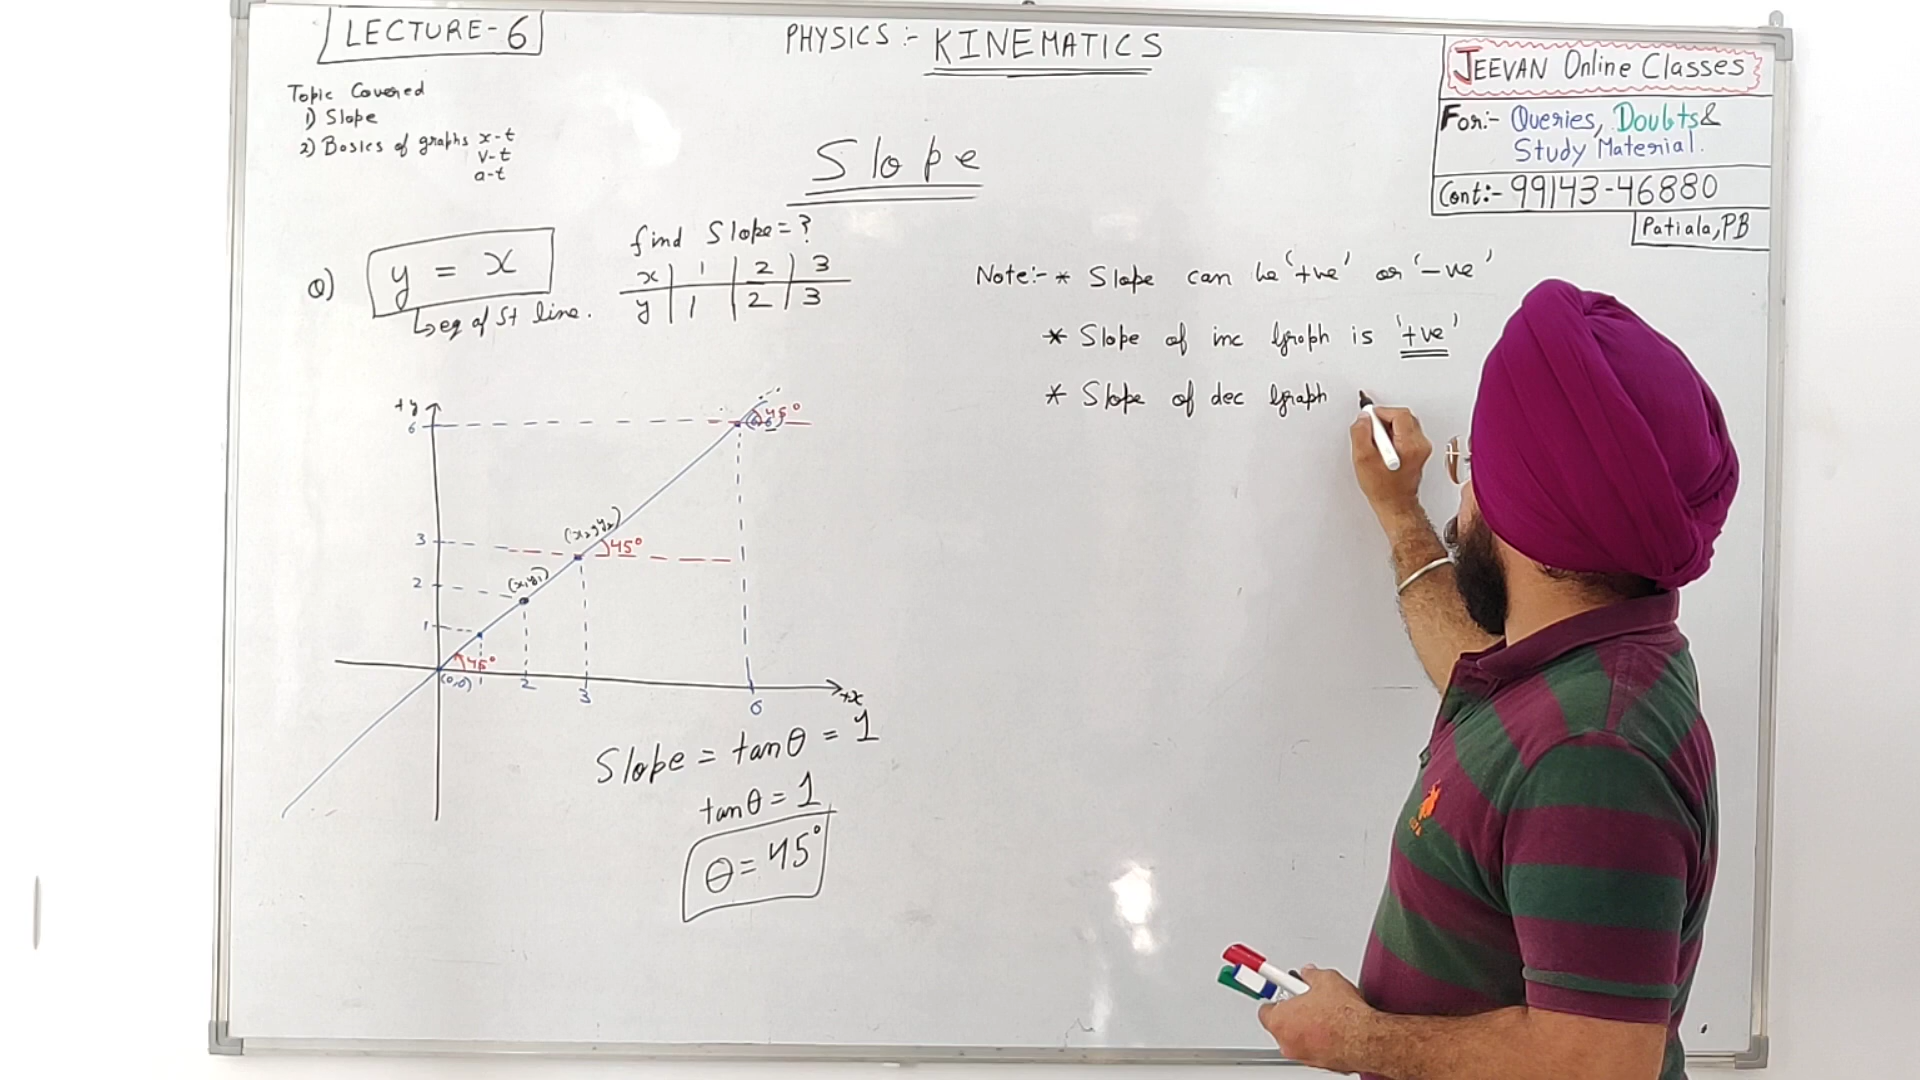 LECTURE-6
PHYSICS:- KINEMATICS
JEEVAN Online Classes
For:- Queries, Doubts &
Study Material.
Cont:- 99143-46880
Patiala, PB
Topic Covered
1) Slope
2) Basics of graphs x-t
v-t
a-t
Slope
Q) y = x
↳ eq of St line.
find Slope = ?
x | 1 | 2 | 3
y | 1 | 2 | 3
Note:- * Slope can be '+ve' or '-ve'
* Slope of inc Graph is '+ve'
* Slope of dec Graph
+y
6
45°
(x₂,y₂)
3
45°
(x₁,y₁)
2
1
45°
(0,0)
1
2
3
6
+x
Slope = tanθ = 1
tanθ = 1
θ = 45°